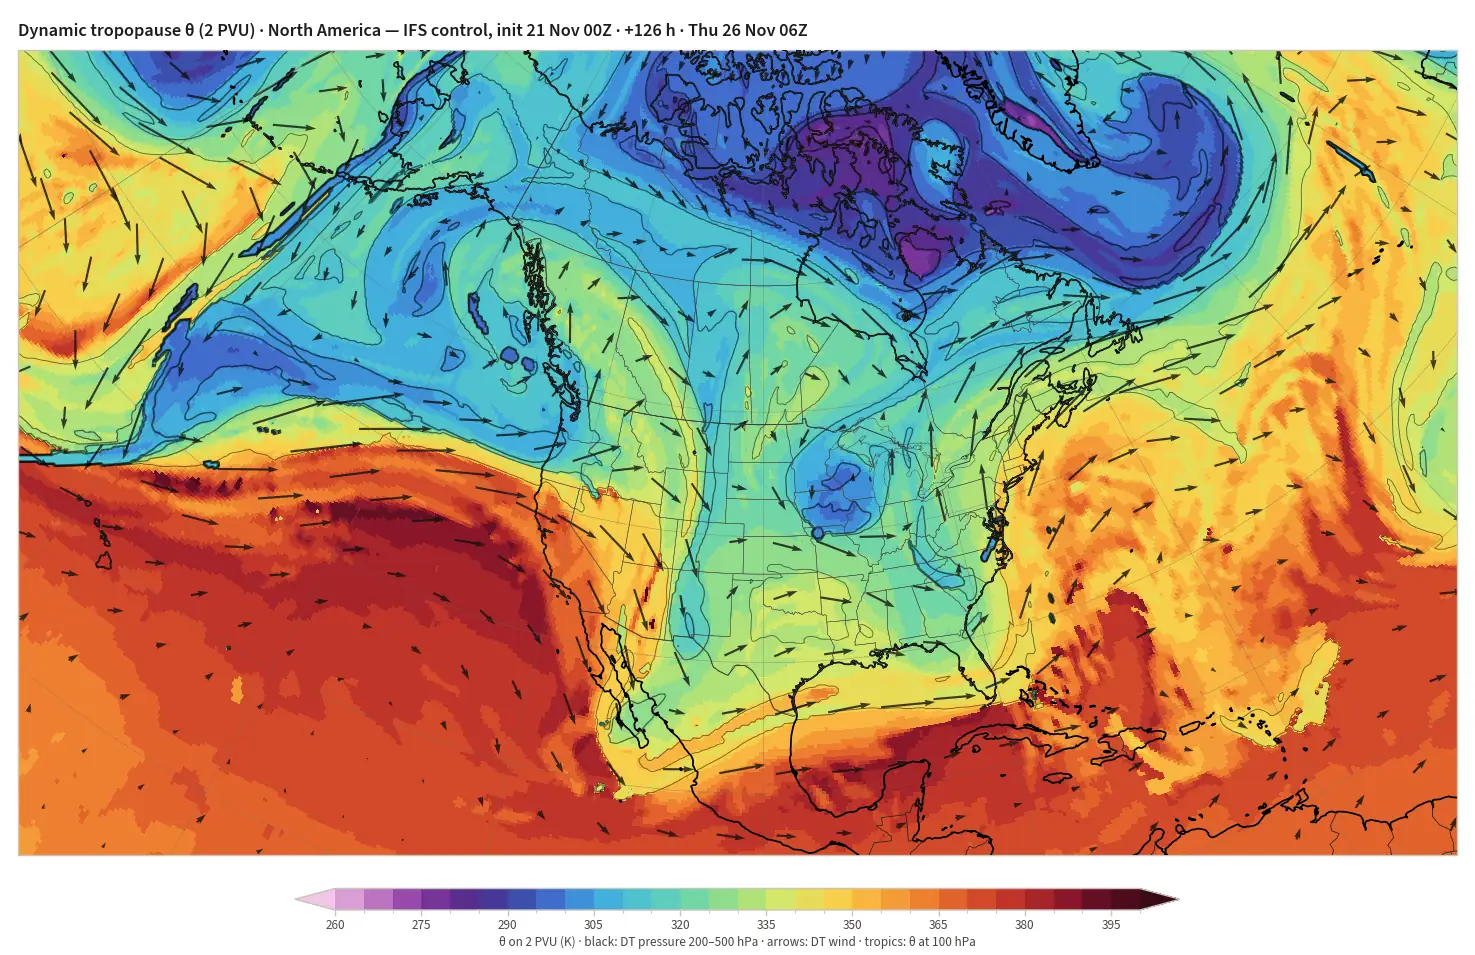 Dynamic tropopause θ (2 PVU) · North America — IFS control, init 21 Nov 00Z · +126 h · Thu 26 Nov 06Z
260 275 290 305 320 335 350 365 380 395
θ on 2 PVU (K) · black: DT pressure 200–500 hPa · arrows: DT wind · tropics: θ at 100 hPa